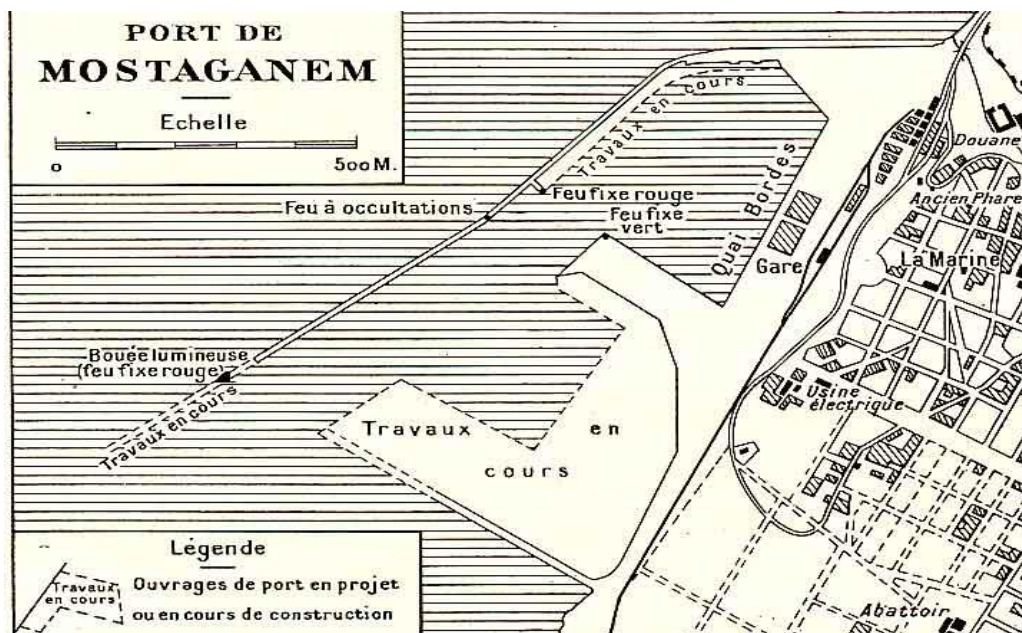 PORT DE
MOSTAGANEM
Echelle
0 500 M.
Travaux en cours
Feu à occultations
Feu fixe rouge
Feu fixe
vert
Quai Bordes
Gare
Douane
Ancien Phare
La Marine
Bouée lumineuse
(feu fixe rouge)
Travaux en cours
Usine
électrique
Travaux en
cours
Légende
Travaux
en cours
Ouvrages de port en projet
ou en cours de construction
Abattoir